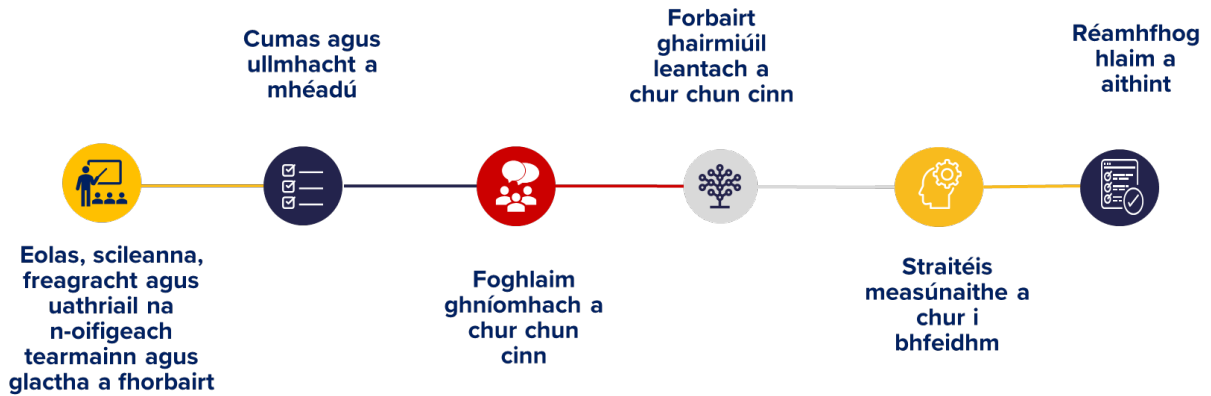 Eolas, scileanna,
freagracht agus
uathriail na
n-oifigeach
tearmainn agus
glactha a fhorbairt
Cumas agus
ullmhacht a
mhéadú
Foghlaim
ghníomhach a
chur chun
cinn
Forbairt
ghairmiúil
leantach a
chur chun cinn
Straitéis
measúnaithe a
chur i
bhfeidhm
Réamhfhog
hlaim a
aithint